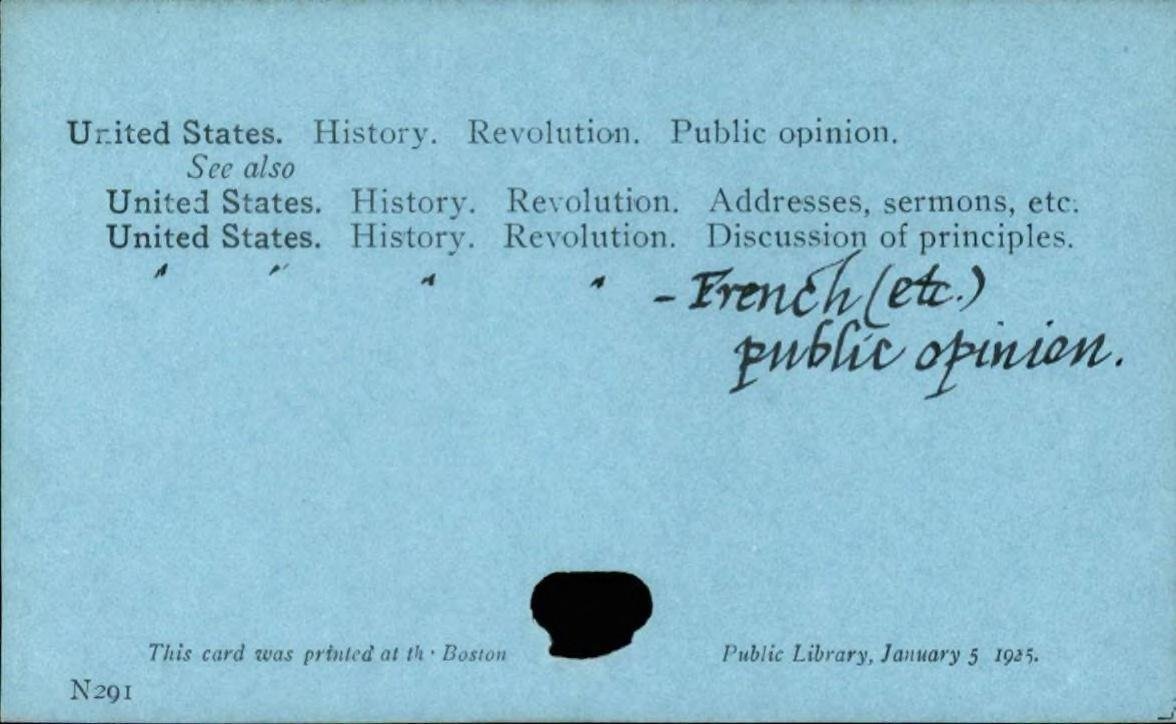 United States. History. Revolution. Public opinion.
See also
United States. History. Revolution. Addresses, sermons, etc.
United States. History. Revolution. Discussion of principles.
" " " " - French (etc.)
public opinion.
This card was printed at th Boston Public Library, January 5 1925.
N291